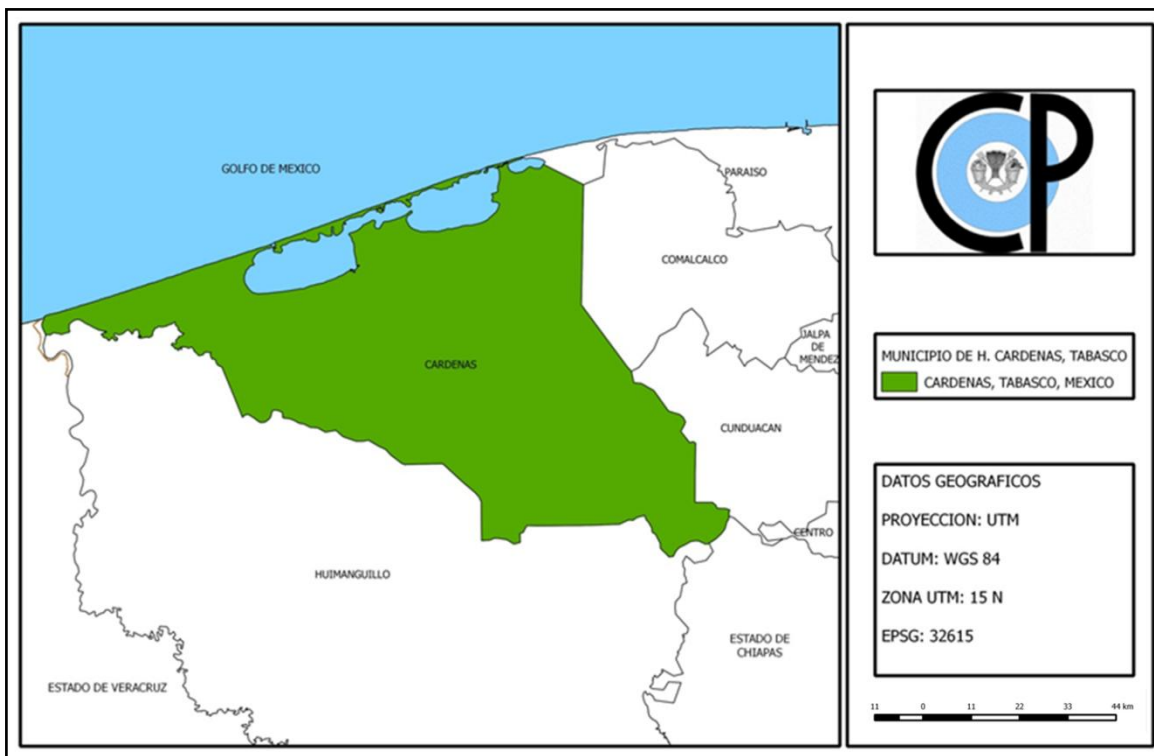 GOLFO DE MEXICO
PARAISO
COMALCALCO
JALPA
DE
MENDEZ
CARDENAS
CUNDUACAN
CENTRO
HUIMANGUILLO
ESTADO DE
CHIAPAS
ESTADO DE VERACRUZ
CP
MUNICIPIO DE H. CARDENAS, TABASCO
CARDENAS, TABASCO, MEXICO
DATOS GEOGRAFICOS
PROYECCION: UTM
DATUM: WGS 84
ZONA UTM: 15 N
EPSG: 32615
11 0 11 22 33 44 km